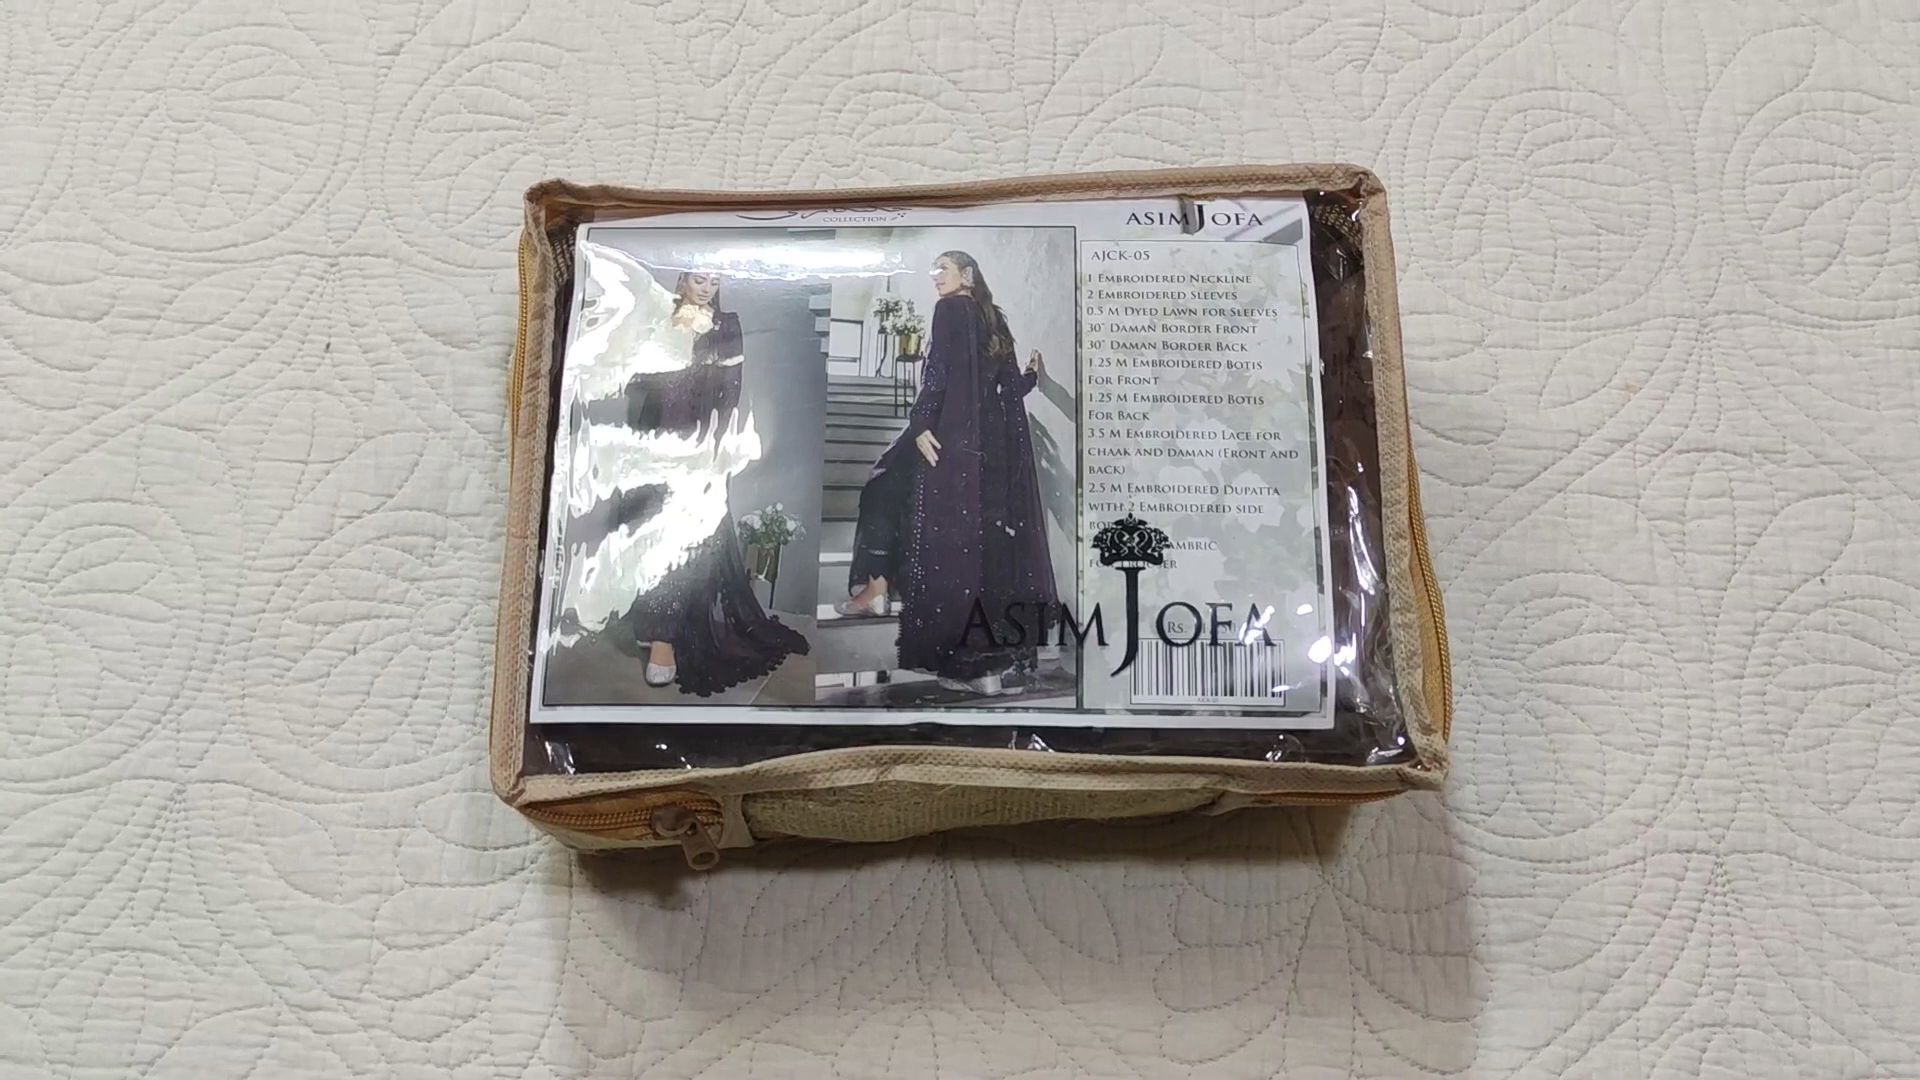 COLLECTION
ASIM JOFA
AJCK-05
1 EMBROIDERED NECKLINE
2 EMBROIDERED SLEEVES
0.5 M DYED LAWN FOR SLEEVES
30" DAMAN BORDER FRONT
30" DAMAN BORDER BACK
1.25 M EMBROIDERED BOTIS
FOR FRONT
1.25 M EMBROIDERED BOTIS
FOR BACK
3.5 M EMBROIDERED LACE FOR
CHAAK AND DAMAN (FRONT AND
BACK)
2.5 M EMBROIDERED DUPATTA
WITH 2 EMBROIDERED SIDE
ASIM JOFA
Rs.